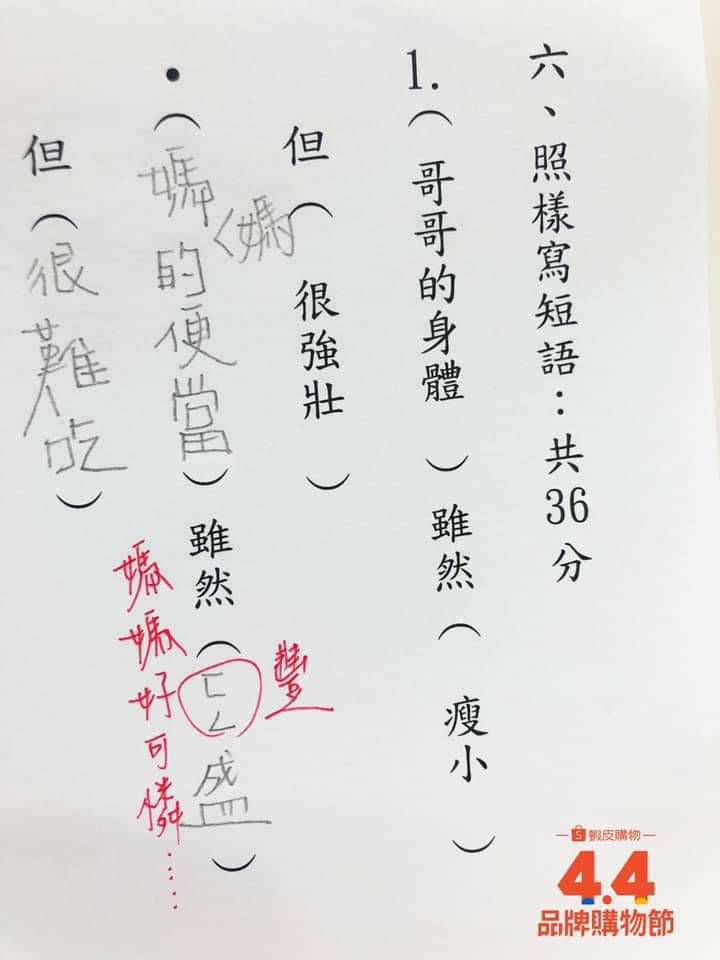 六、照樣寫短語：共36分
1.（哥哥的身體）雖然（瘦小）
但（很強壯）
•（媽媽的便當）雖然（ㄈㄥ盛）
豐
但（很難吃）
媽媽好可憐……
蝦皮購物
4.4
品牌購物節